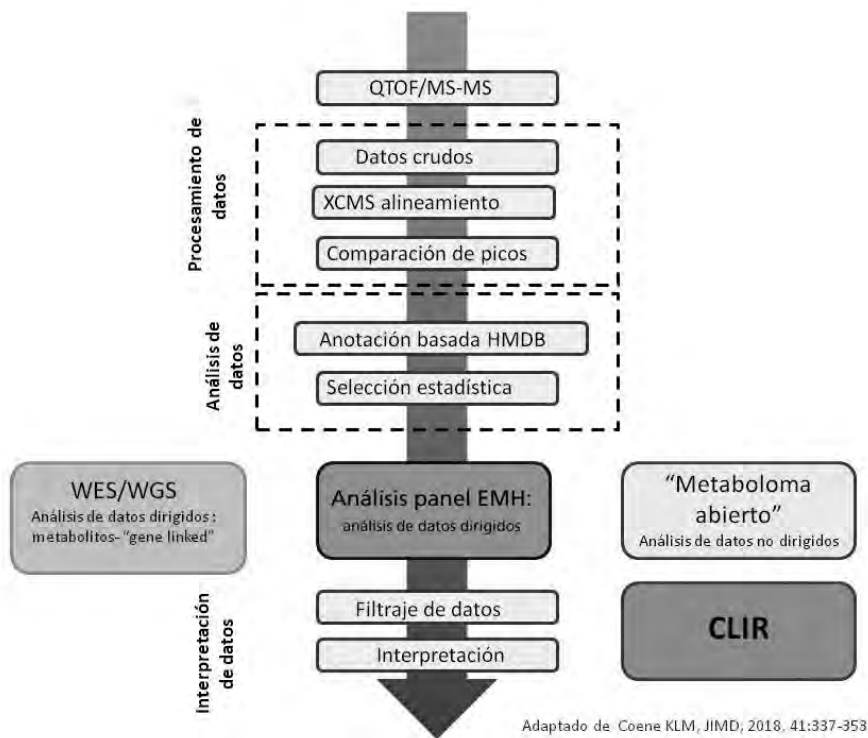 QTOF/MS-MS
Procesamiento de
datos
Datos crudos
XCMS alineamiento
Comparación de picos
Análisis de
datos
Anotación basada HMDB
Selección estadística
WES/WGS
Análisis de datos dirigidos :
metabolitos- “gene linked”
Análisis panel EMH:
análisis de datos dirigidos
“Metaboloma
abierto”
Análisis de datos no dirigidos
Interpretación
de datos
Filtraje de datos
Interpretación
CLIR
Adaptado de Coene KLM, JIMD, 2018, 41:337-353